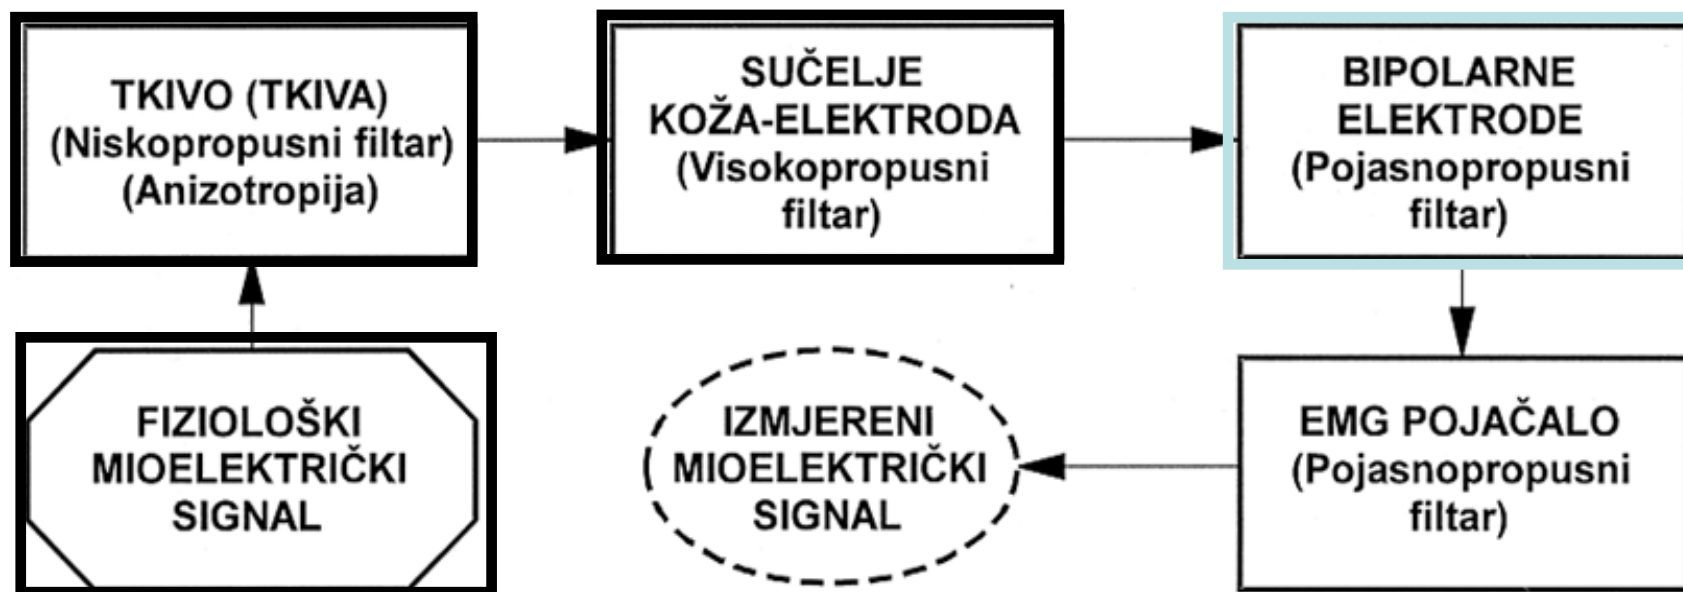 TKIVO (TKIVA)
(Niskopropusni filtar)
(Anizotropija)
SUČELJE
KOŽA-ELEKTRODA
(Visokopropusni
filtar)
BIPOLARNE
ELEKTRODE
(Pojasnopropusni
filtar)
FIZIOLOŠKI
MIOELEKTRIČKI
SIGNAL
IZMJERENI
MIOELEKTRIČKI
SIGNAL
EMG POJAČALO
(Pojasnopropusni
filtar)